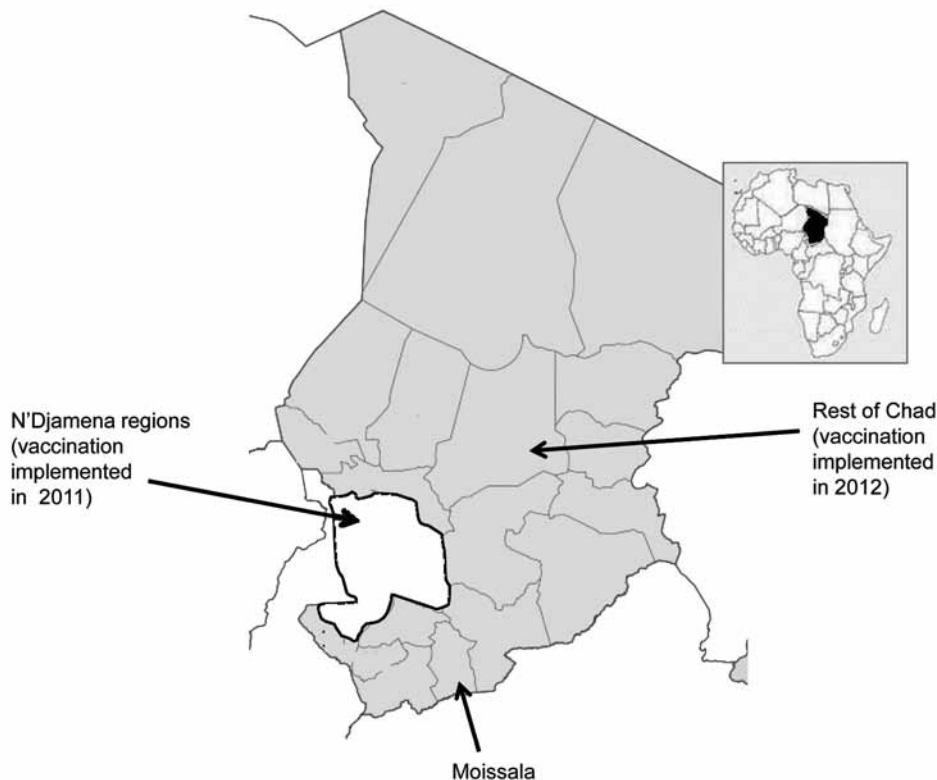 N'Djamena regions
(vaccination
implemented
in 2011)
Rest of Chad
(vaccination
implemented
in 2012)
Moissala